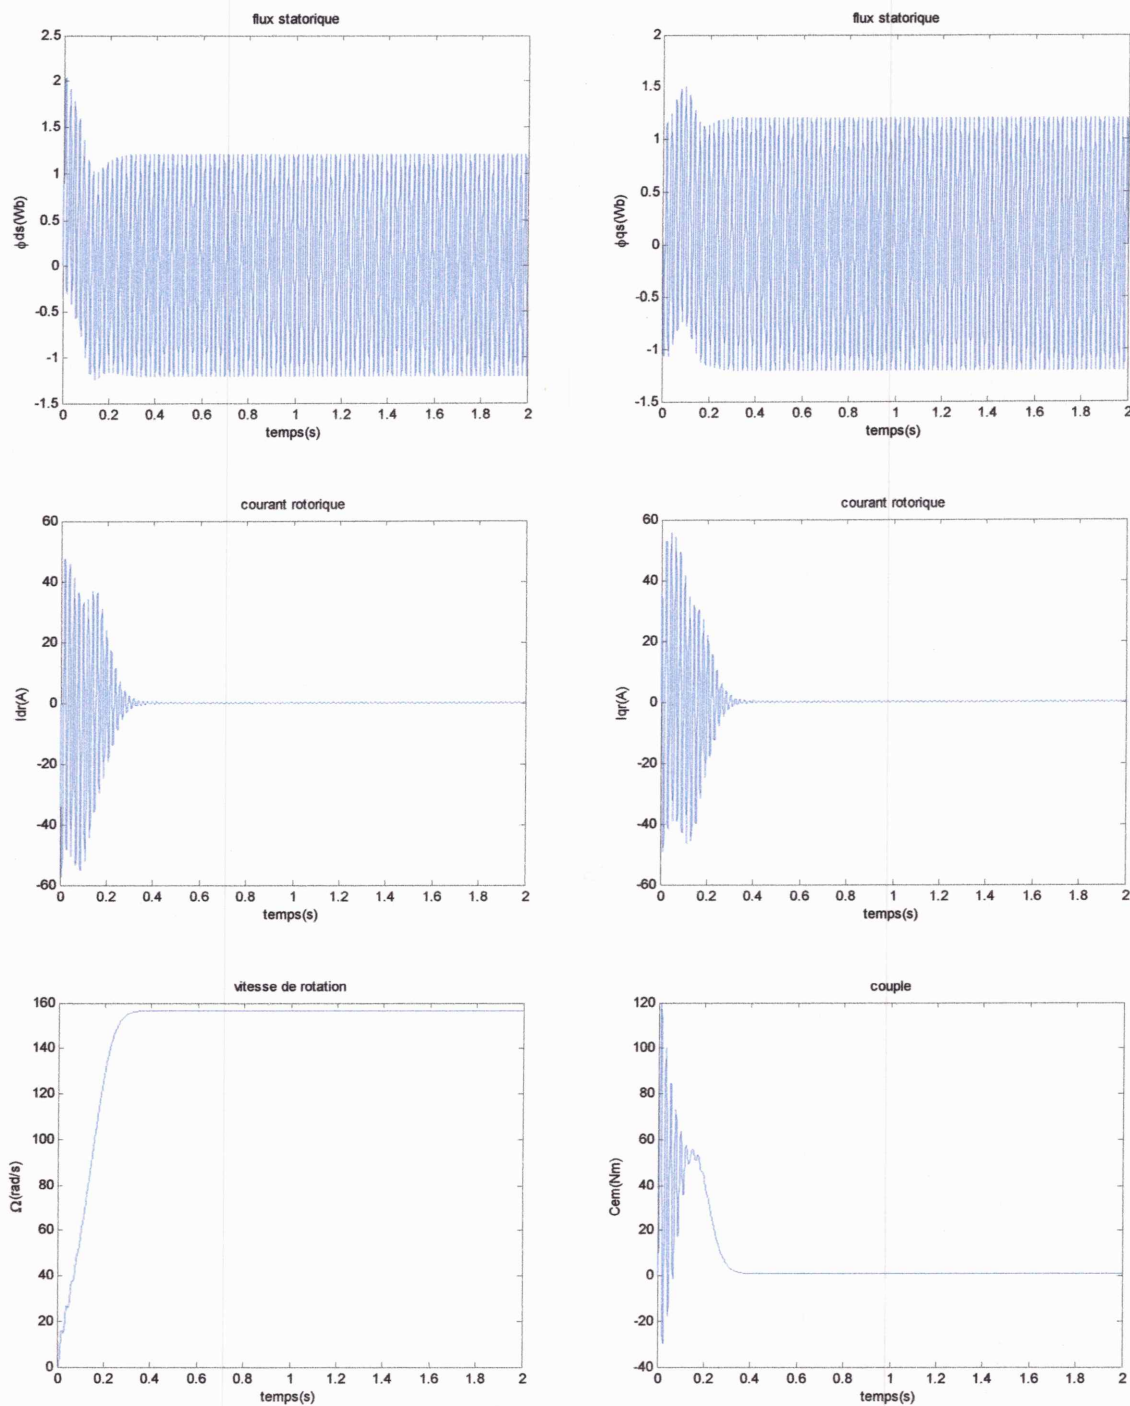 flux statorique
2.5
2
1.5
1
0.5
0
-0.5
-1
-1.5
ϕds(Wb)
0 0.2 0.4 0.6 0.8 1 1.2 1.4 1.6 1.8 2
temps(s)
flux statorique
2
1.5
1
0.5
0
-0.5
-1
-1.5
ϕqs(Wb)
0 0.2 0.4 0.6 0.8 1 1.2 1.4 1.6 1.8 2
temps(s)
courant rotorique
60
40
20
0
-20
-40
-60
Idr(A)
0 0.2 0.4 0.6 0.8 1 1.2 1.4 1.6 1.8 2
temps(s)
courant rotorique
60
40
20
0
-20
-40
-60
Iqr(A)
0 0.2 0.4 0.6 0.8 1 1.2 1.4 1.6 1.8 2
temps(s)
vitesse de rotation
160
140
120
100
80
60
40
20
0
Ω(rad/s)
0 0.2 0.4 0.6 0.8 1 1.2 1.4 1.6 1.8 2
temps(s)
couple
120
100
80
60
40
20
0
-20
-40
Cem(Nm)
0 0.2 0.4 0.6 0.8 1 1.2 1.4 1.6 1.8 2
temps(s)